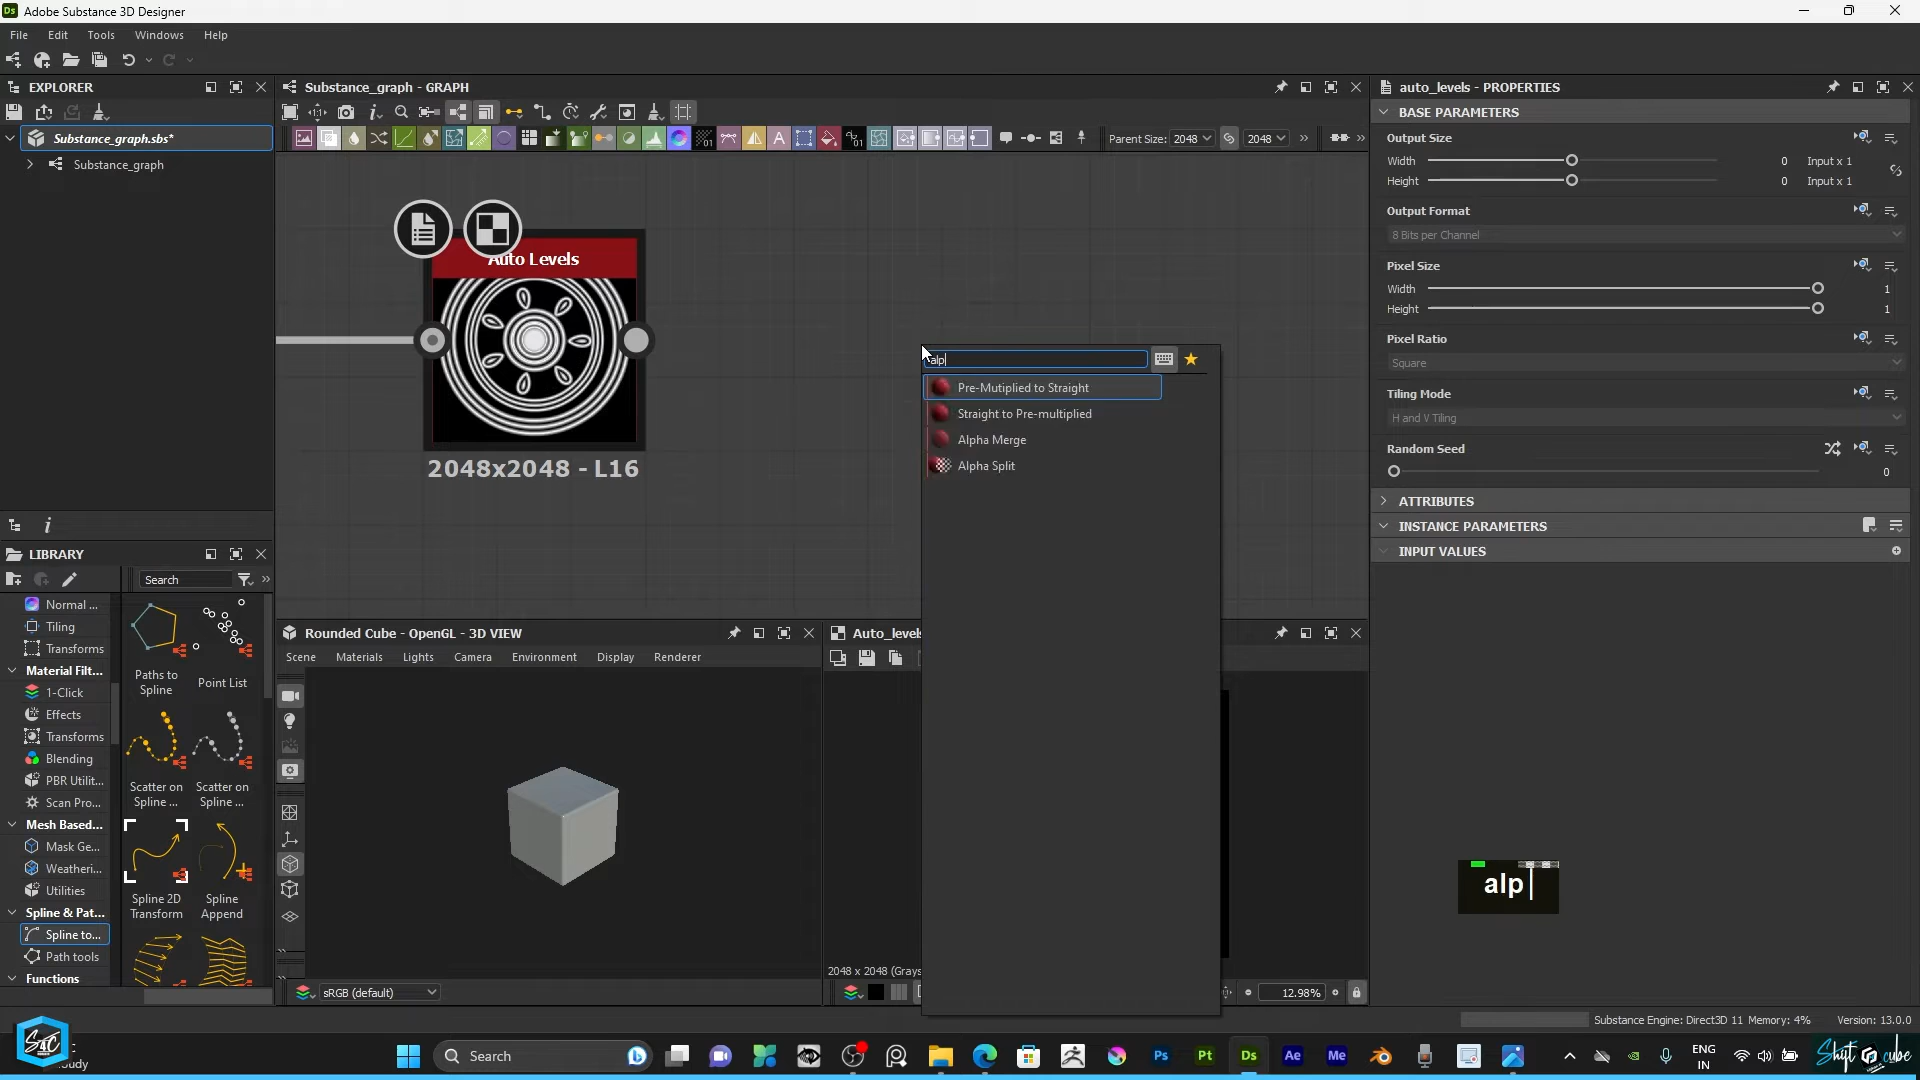 Adobe Substance 3D Designer
File Edit Tools Windows Help
EXPLORER
Substance_graph.sbs*
Substance_graph
Substance_graph - GRAPH
Parent Size: 2048 2048
Auto Levels
2048x2048 - L16
alp
Pre-Mutiplied to Straight
Straight to Pre-multiplied
Alpha Merge
Alpha Split
auto_levels - PROPERTIES
BASE PARAMETERS
Output Size
Width 0 Input x 1
Height 0 Input x 1
Output Format
8 Bits per Channel
Pixel Size
Width 1
Height 1
Pixel Ratio
Square
Tiling Mode
H and V Tiling
Random Seed
0
ATTRIBUTES
INSTANCE PARAMETERS
INPUT VALUES
alp
LIBRARY
Search
Normal ...
Tiling
Transforms
Material Filt...
1-Click
Effects
Transforms
Blending
PBR Utilit...
Scan Pro...
Mesh Based...
Mask Ge...
Weatheri...
Utilities
Spline & Pat...
Spline to...
Path tools
Functions
Paths to Spline
Point List
Scatter on Spline ...
Scatter on Spline ...
Spline 2D Transform
Spline Append
Rounded Cube - OpenGL - 3D VIEW
Scene Materials Lights Camera Environment Display Renderer
sRGB (default)
Auto_levels
2048 x 2048 (Grays
12.98%
Substance Engine: Direct3D 11 Memory: 4% Version: 13.0.0
S4C
Search
Ps Pt Ds Ae Me
ENG
IN